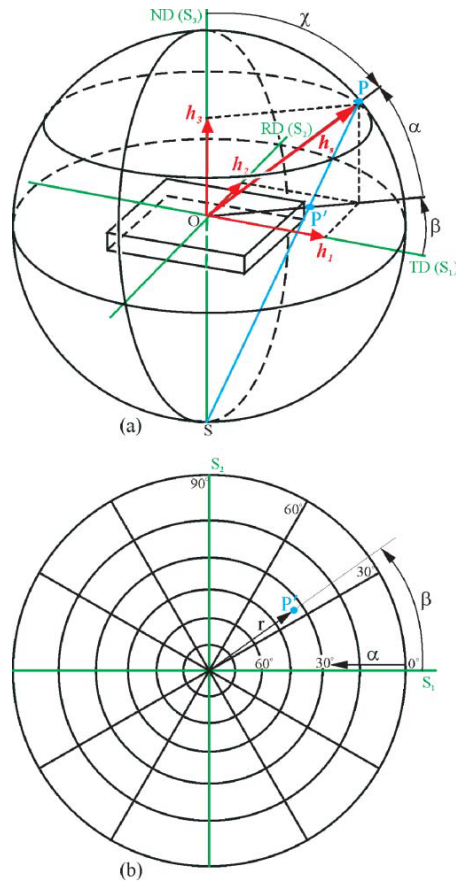 ND (S₃)
χ
P
α
RD (S₂)
h₃
hₛ
h₂
O
P'
β
h₁
TD (S₁)
S
(a)
S₂
90°
60°
30°
P'
β
r
α
60°
30°
0°
S₁
(b)